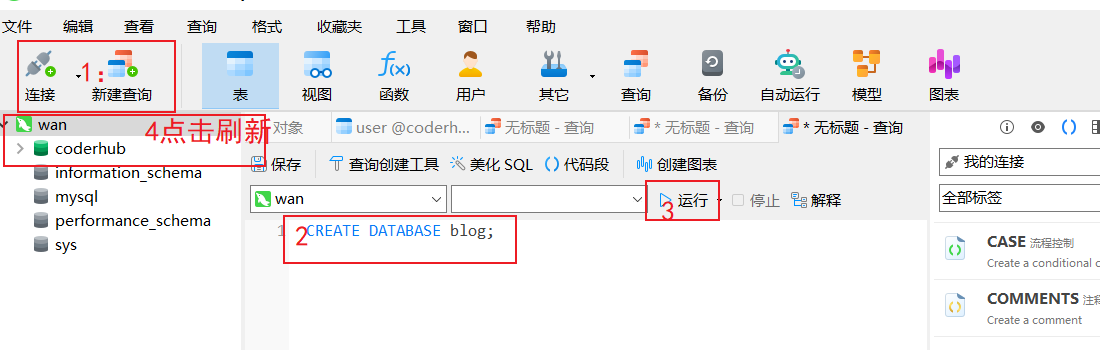 文件 编辑 查看 查询 格式 收藏夹 工具 窗口 帮助
1：
连接 新建查询 表 视图 函数 用户 其它 查询 备份 自动运行 模型 图表
f(x)
wan
4点击刷新
coderhub
information_schema
mysql
performance_schema
sys
对象 user @coderh... 无标题 - 查询 * 无标题 - 查询 * 无标题 - 查询
保存 查询创建工具 美化 SQL () 代码段 创建图表
wan 运行 停止 解释
3
2
1 CREATE DATABASE blog;
我的连接
全部标签
CASE 流程控制
Create a conditional c
COMMENTS 注释
Create a comment